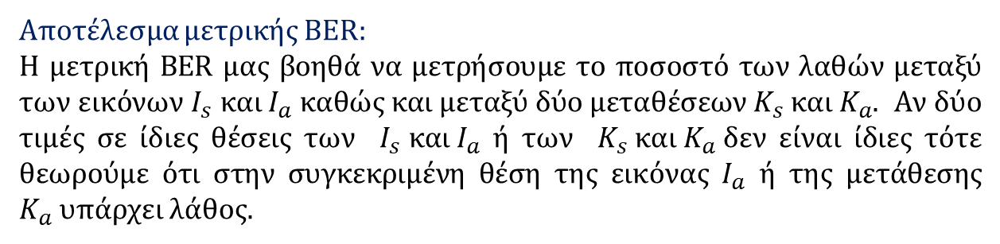 Αποτέλεσμα μετρικής BER:
Η μετρική BER μας βοηθά να μετρήσουμε το ποσοστό των λαθών μεταξύ
των εικόνων I_s και I_a καθώς και μεταξύ δύο μεταθέσεων K_s και K_a. Αν δύο
τιμές σε ίδιες θέσεις των I_s και I_a ή των K_s και K_a δεν είναι ίδιες τότε
θεωρούμε ότι στην συγκεκριμένη θέση της εικόνας I_a ή της μετάθεσης
K_a υπάρχει λάθος.